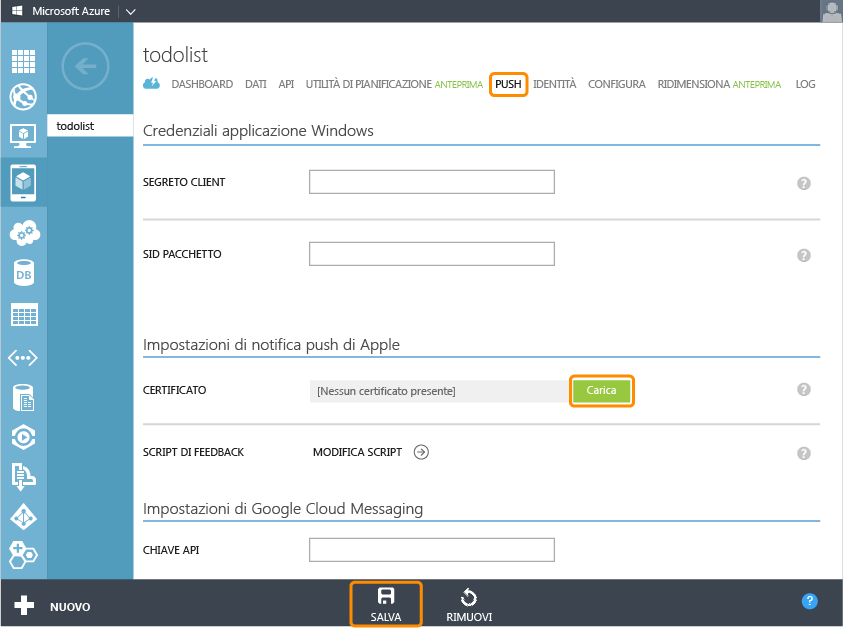 Microsoft Azure
todolist
todolist
DASHBOARD DATI API UTILITÀ DI PIANIFICAZIONE ANTEPRIMA PUSH IDENTITÀ CONFIGURA RIDIMENSIONA ANTEPRIMA LOG
Credenziali applicazione Windows
SEGRETO CLIENT ?
SID PACCHETTO ?
Impostazioni di notifica push di Apple
CERTIFICATO [Nessun certificato presente] Carica ?
SCRIPT DI FEEDBACK MODIFICA SCRIPT ?
Impostazioni di Google Cloud Messaging
CHIAVE API
DB
NUOVO SALVA RIMUOVI ?